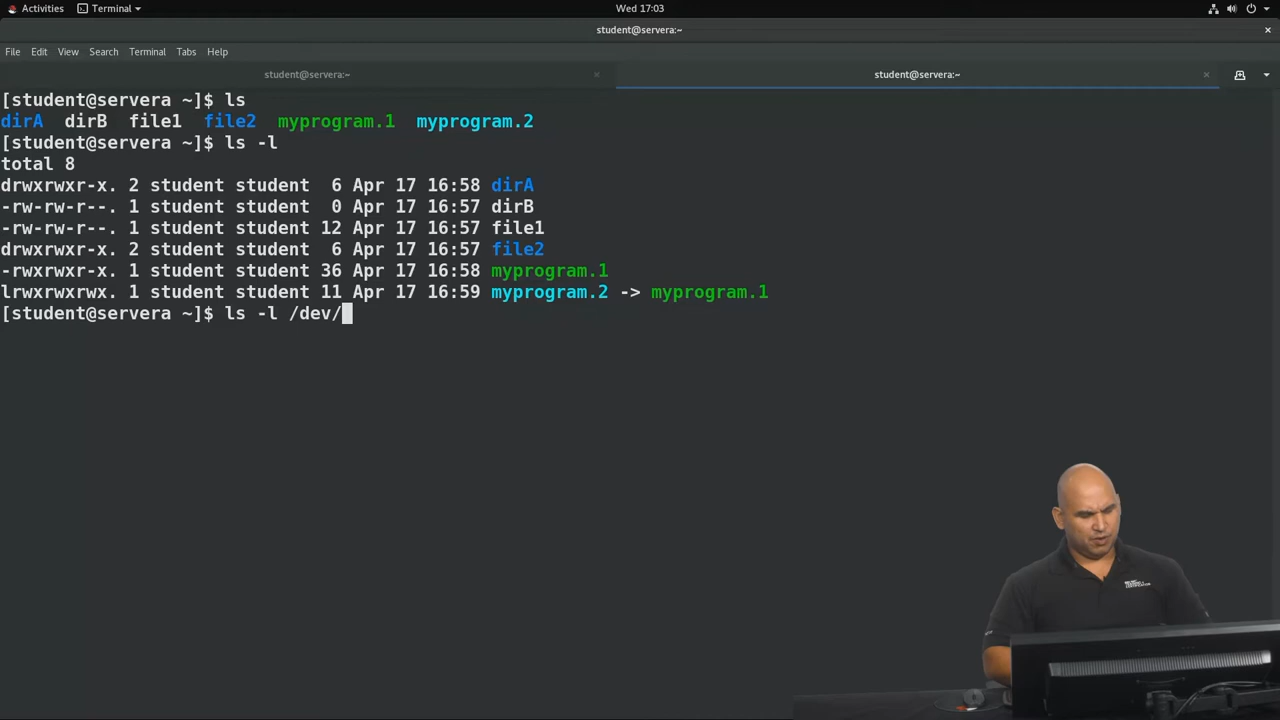 Activities Terminal Wed 17:03
student@servera:~
File Edit View Search Terminal Tabs Help
student@servera:~ student@servera:~
[student@servera ~]$ ls
dirA dirB file1 file2 myprogram.1 myprogram.2
[student@servera ~]$ ls -l
total 8
drwxrwxr-x. 2 student student 6 Apr 17 16:58 dirA
-rw-rw-r--. 1 student student 0 Apr 17 16:57 dirB
-rw-rw-r--. 1 student student 12 Apr 17 16:57 file1
drwxrwxr-x. 2 student student 6 Apr 17 16:57 file2
-rwxrwxr-x. 1 student student 36 Apr 17 16:58 myprogram.1
lrwxrwxrwx. 1 student student 11 Apr 17 16:59 myprogram.2 -> myprogram.1
[student@servera ~]$ ls -l /dev/